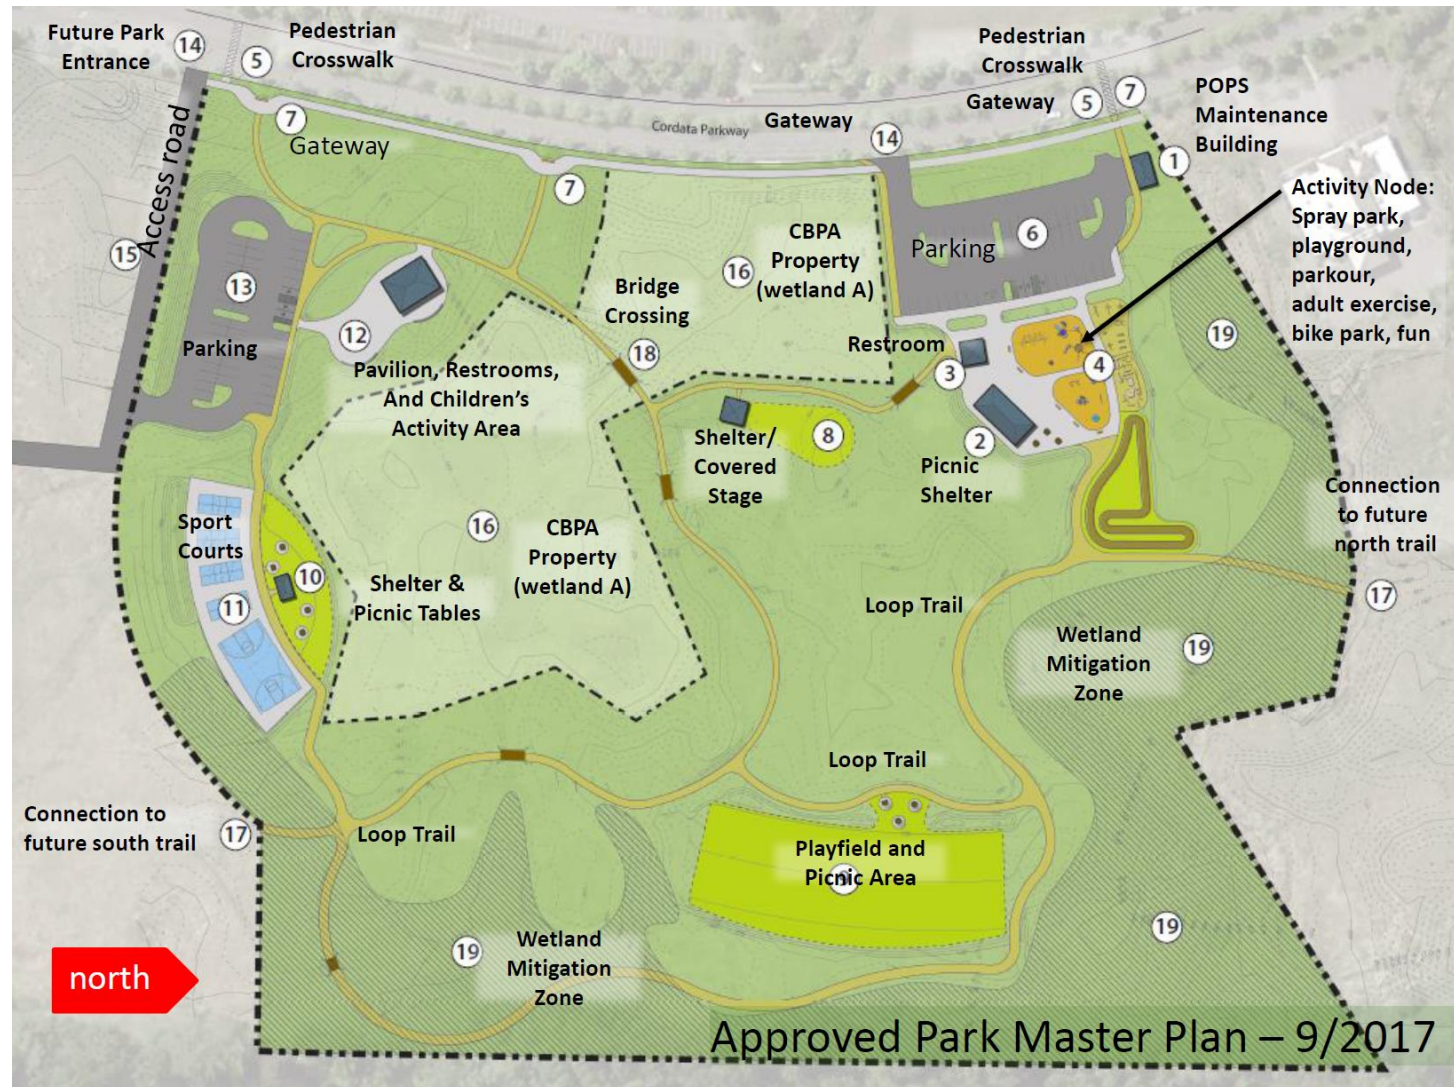 Future Park
Entrance
14
5
Pedestrian
Crosswalk
Pedestrian
Crosswalk
Gateway
5
7
POPS
Maintenance
Building
7
Gateway
Cordata Parkway
Gateway
14
1
Access road
15
7
Activity Node:
Spray park,
playground,
parkour,
adult exercise,
bike park, fun
13
Parking
12
Pavilion, Restrooms,
And Children's
Activity Area
Bridge
Crossing
18
16
CBPA
Property
(wetland A)
Parking
6
Restroom
3
4
19
Shelter/
Covered
Stage
8
2
Picnic
Shelter
Connection
to future
north trail
17
Sport
Courts
11
10
Shelter &
Picnic Tables
16
CBPA
Property
(wetland A)
Loop Trail
Wetland
Mitigation
Zone
19
Loop Trail
Connection to
future south trail
17
Loop Trail
Playfield and
Picnic Area
9
19
Wetland
Mitigation
Zone
19
north
Approved Park Master Plan – 9/2017